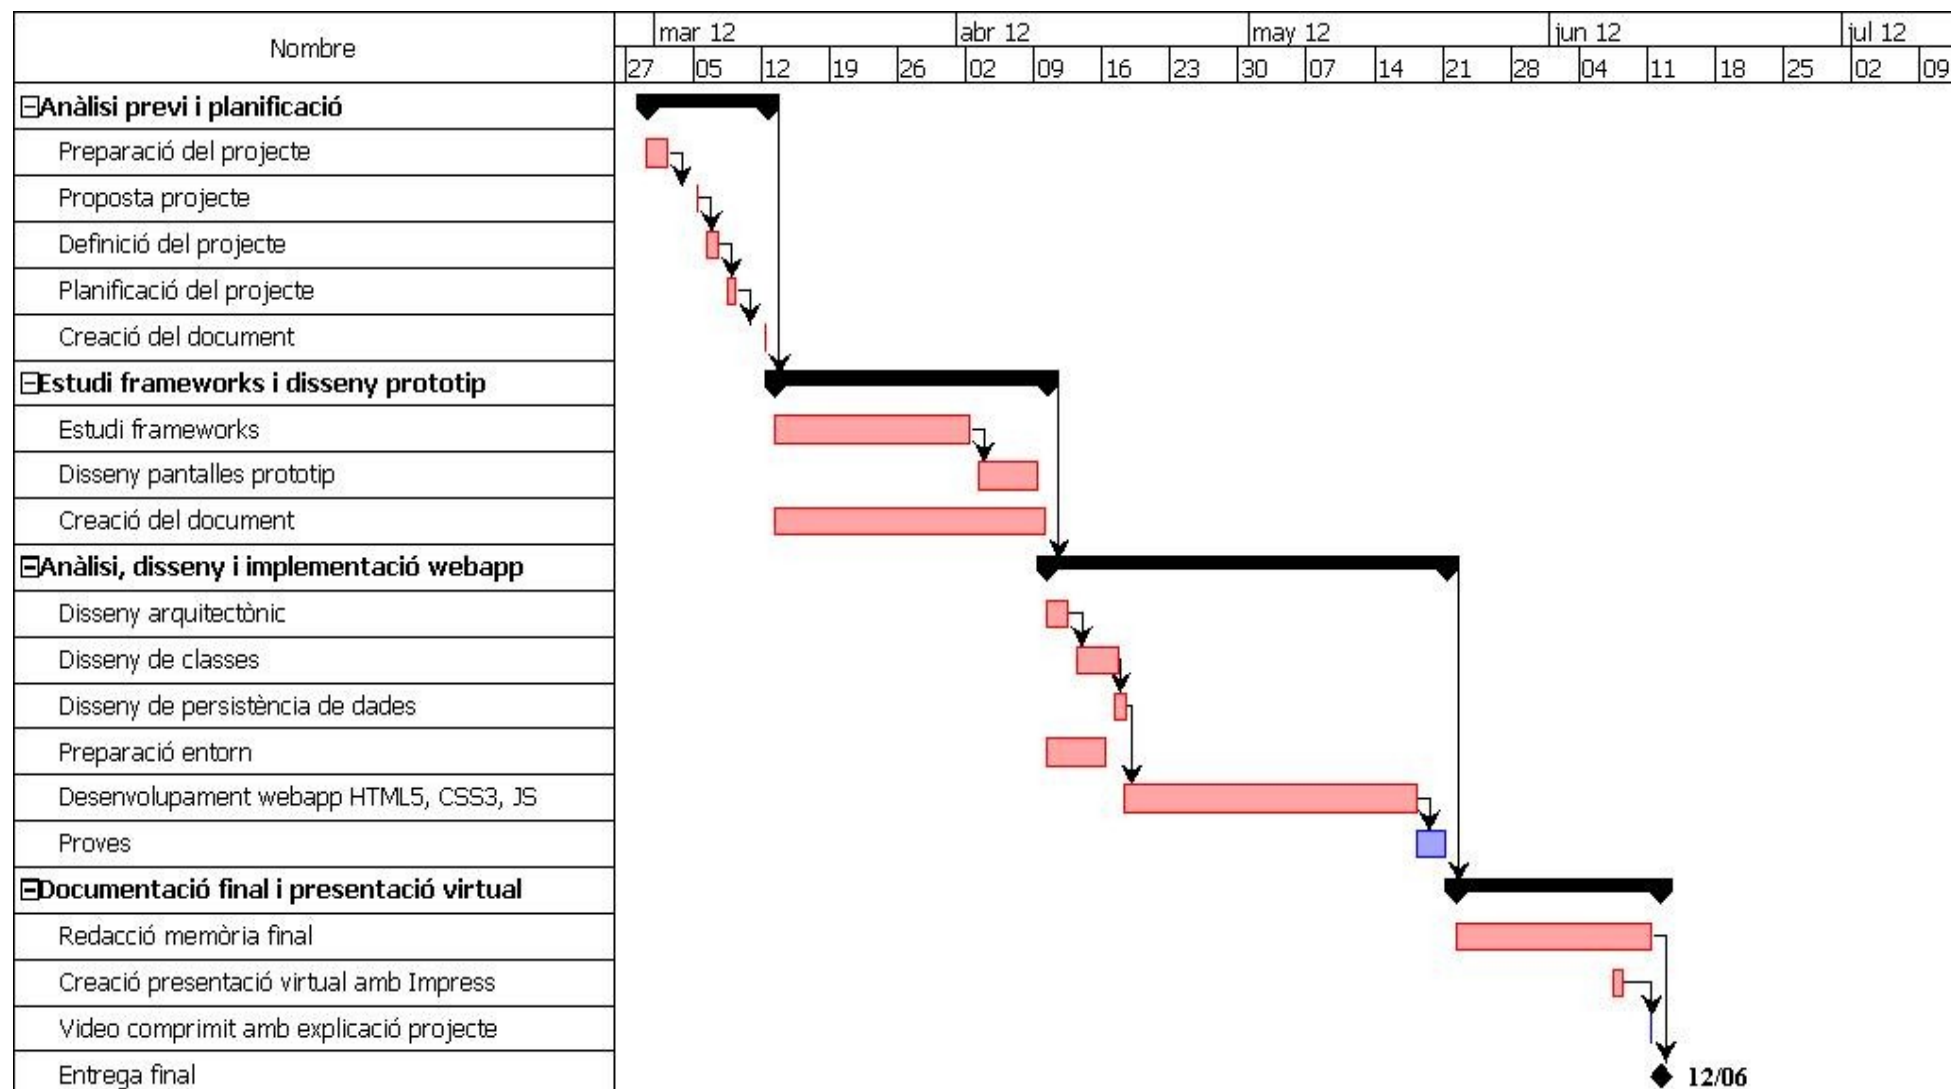 Nombre
mar 12 abr 12 may 12 jun 12 jul 12
27 05 12 19 26 02 09 16 23 30 07 14 21 28 04 11 18 25 02 09
Anàlisi previ i planificació
Preparació del projecte
Proposta projecte
Definició del projecte
Planificació del projecte
Creació del document
Estudi frameworks i disseny prototip
Estudi frameworks
Disseny pantalles prototip
Creació del document
Anàlisi, disseny i implementació webapp
Disseny arquitectònic
Disseny de classes
Disseny de persistència de dades
Preparació entorn
Desenvolupament webapp HTML5, CSS3, JS
Proves
Documentació final i presentació virtual
Redacció memòria final
Creació presentació virtual amb Impress
Video comprimit amb explicació projecte
Entrega final 12/06